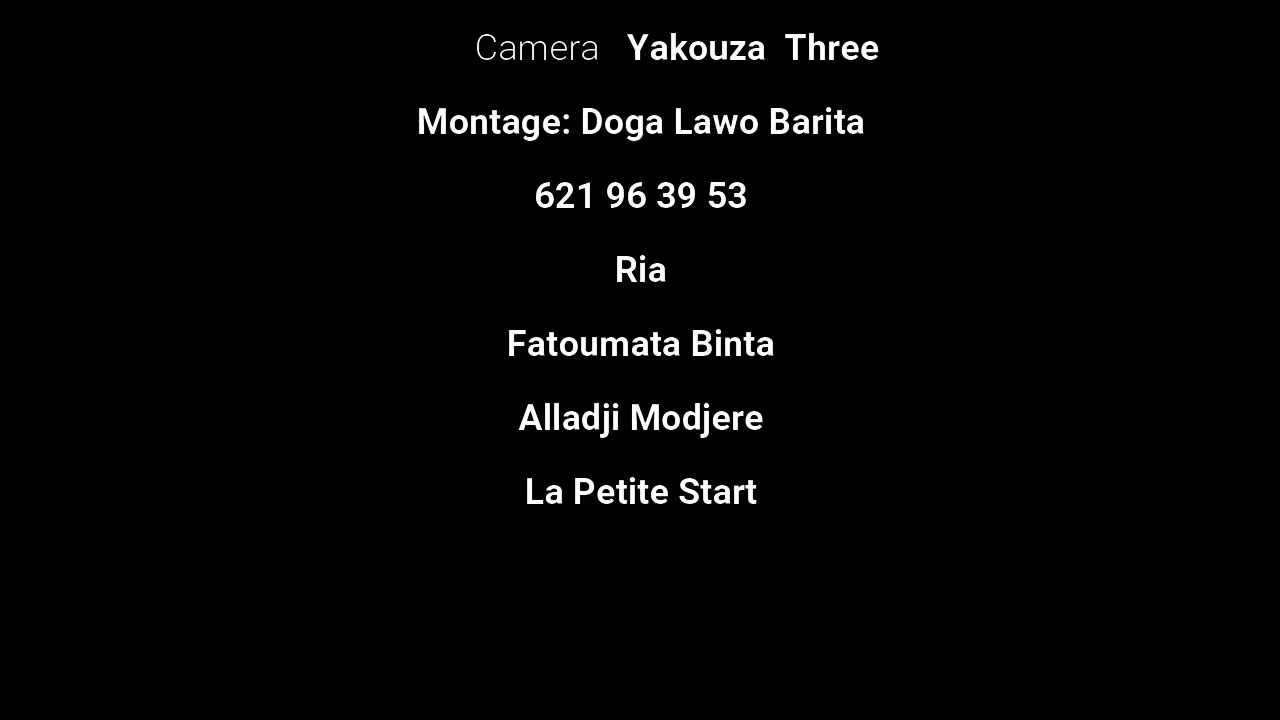 Camera Yakouza Three
Montage: Doga Lawo Barita
621 96 39 53
Ria
Fatoumata Binta
Alladji Modjere
La Petite Start